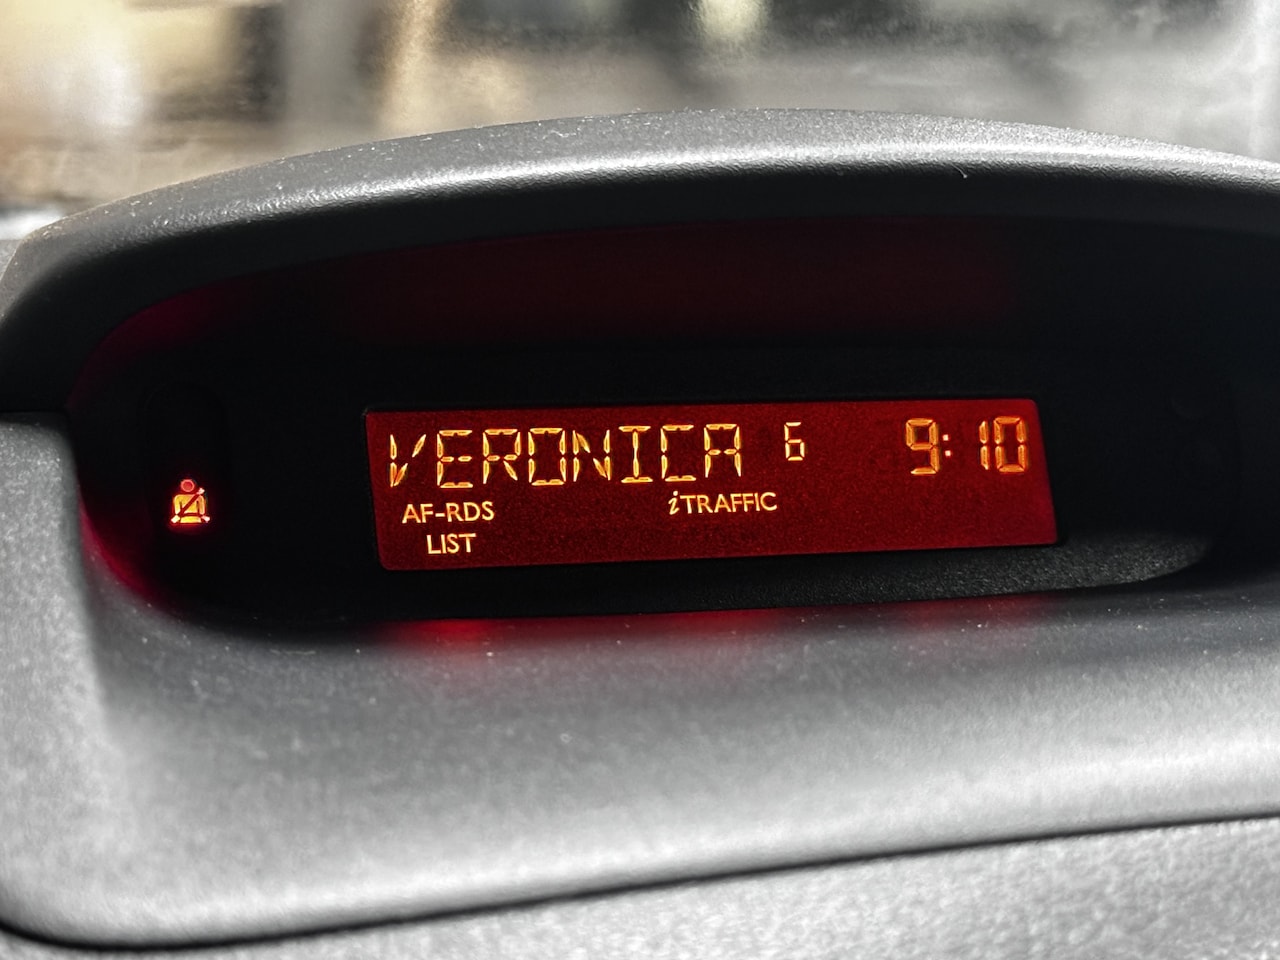 VERONICA 6 9:10
AF-RDS iTRAFFIC
LIST